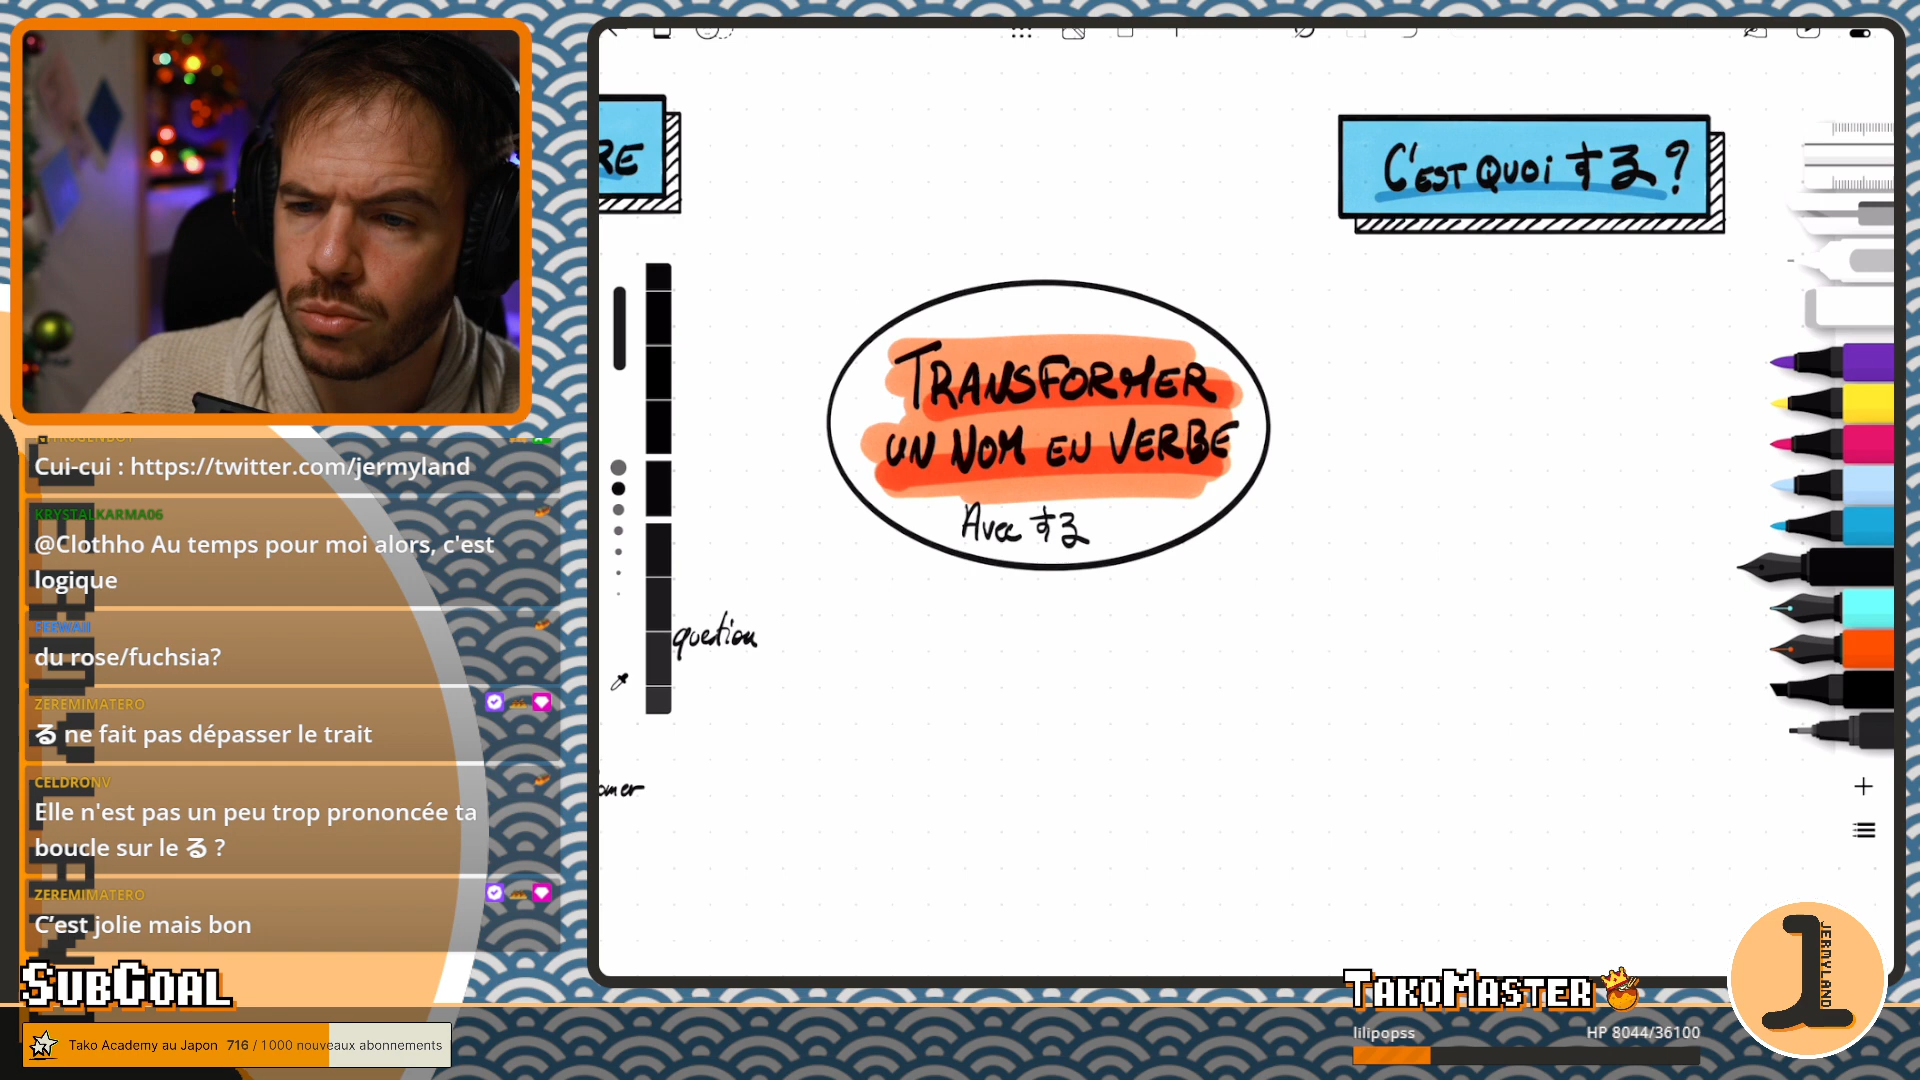 Cui-cui : https://twitter.com/jermyland
KRYSTALKARMA06
@Clothho Au temps pour moi alors, c'est
logique
du rose/fuchsia?
ZEREMIMATERO
る ne fait pas dépasser le trait
CELDRONV
Elle n'est pas un peu trop prononcée ta
boucle sur le る ?
ZEREMIMATERO
C’est jolie mais bon
SUBGOAL
Tako Academy au Japon 716 / 1000 nouveaux abonnements
RE
C'EST QUOI する ?
TRANSFORMER
UN NOM EN VERBE
Avec する
question
omer
TAKOMASTER
lilipopss HP 8044/36100
JERMYLAND